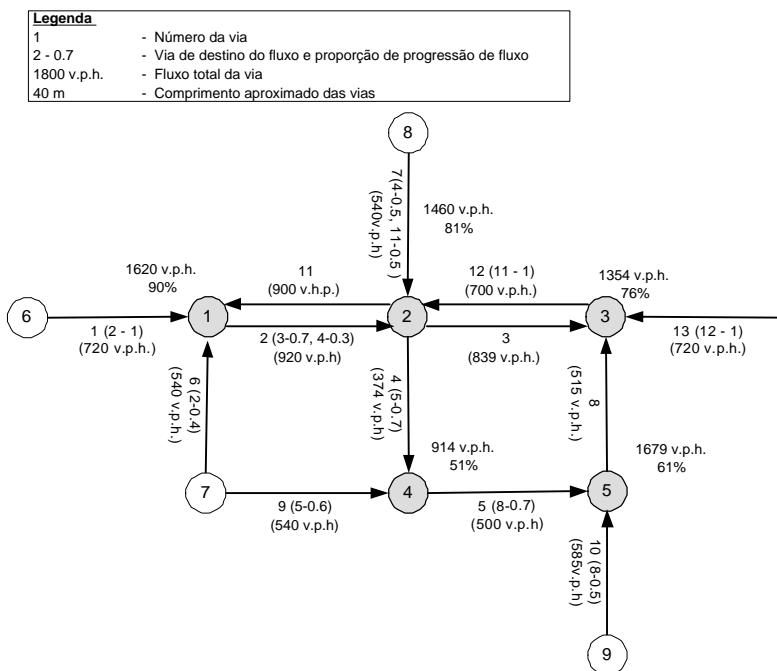 Legenda
1 - Número da via
2 - 0.7 - Via de destino do fluxo e proporção de progressão de fluxo
1800 v.p.h. - Fluxo total da via
40 m - Comprimento aproximado das vias
8
7(4-0.5, 11-0.5 )
(540v.p.h)
1460 v.p.h.
81%
1620 v.p.h.
90%
11
(900 v.h.p.)
12 (11 - 1)
(700 v.p.h.)
1354 v.p.h.
76%
6
1
2
3
1 (2 - 1)
(720 v.p.h.)
2 (3-0.7, 4-0.3)
(920 v.p.h)
3
(839 v.p.h.)
13 (12 - 1)
(720 v.p.h.)
6 (2-0.4)
(540 v.p.h.)
4 (5-0.7)
(374 v.p.h)
8
(515 v.p.h.)
914 v.p.h.
51%
1679 v.p.h.
61%
7
4
5
9 (5-0.6)
(540 v.p.h)
5 (8-0.7)
(500 v.p.h)
10 (8-0.5)
(585v.p.h)
9